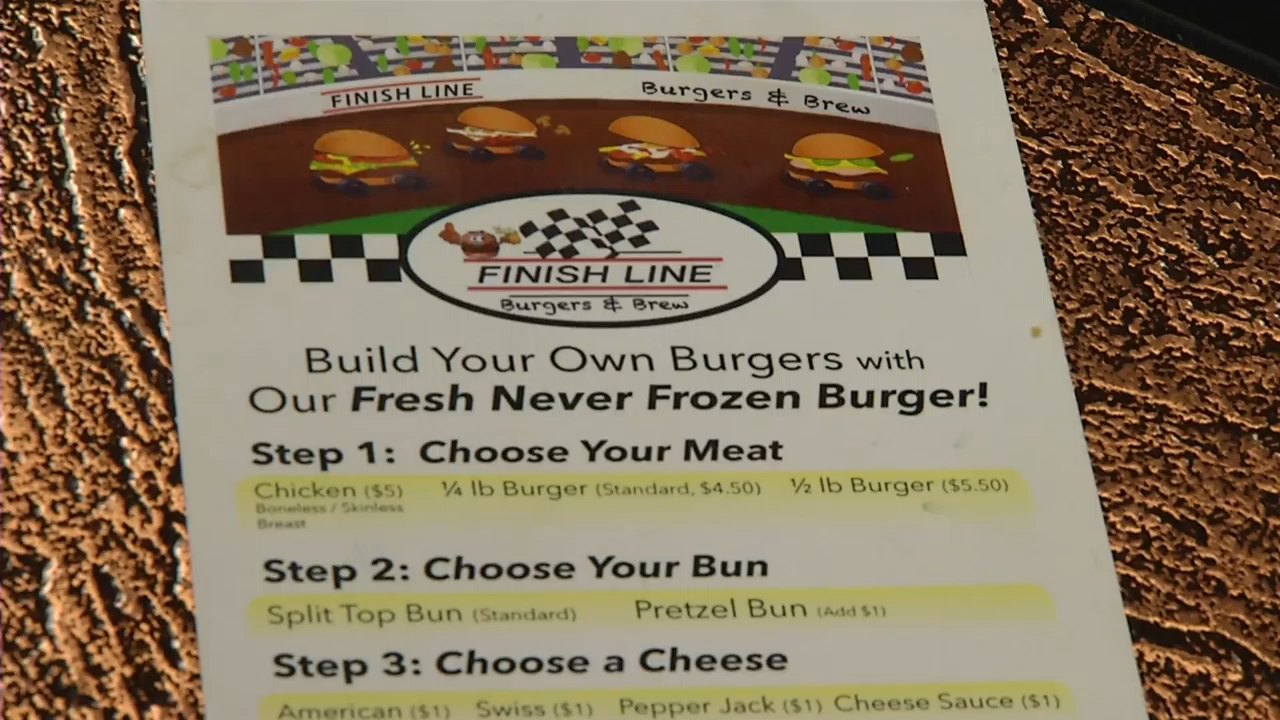 FINISH LINE
Burgers & Brew
FINISH LINE
Burgers & Brew
Build Your Own Burgers with
Our Fresh Never Frozen Burger!
Step 1: Choose Your Meat
Chicken ($5) ¼ lb Burger (Standard, $4.50) ½ lb Burger ($5.50)
Boneless / Skinless
Breast
Step 2: Choose Your Bun
Split Top Bun (Standard) Pretzel Bun (Add $1)
Step 3: Choose a Cheese
American ($1) Swiss ($1) Pepper Jack ($1) Cheese Sauce ($1)